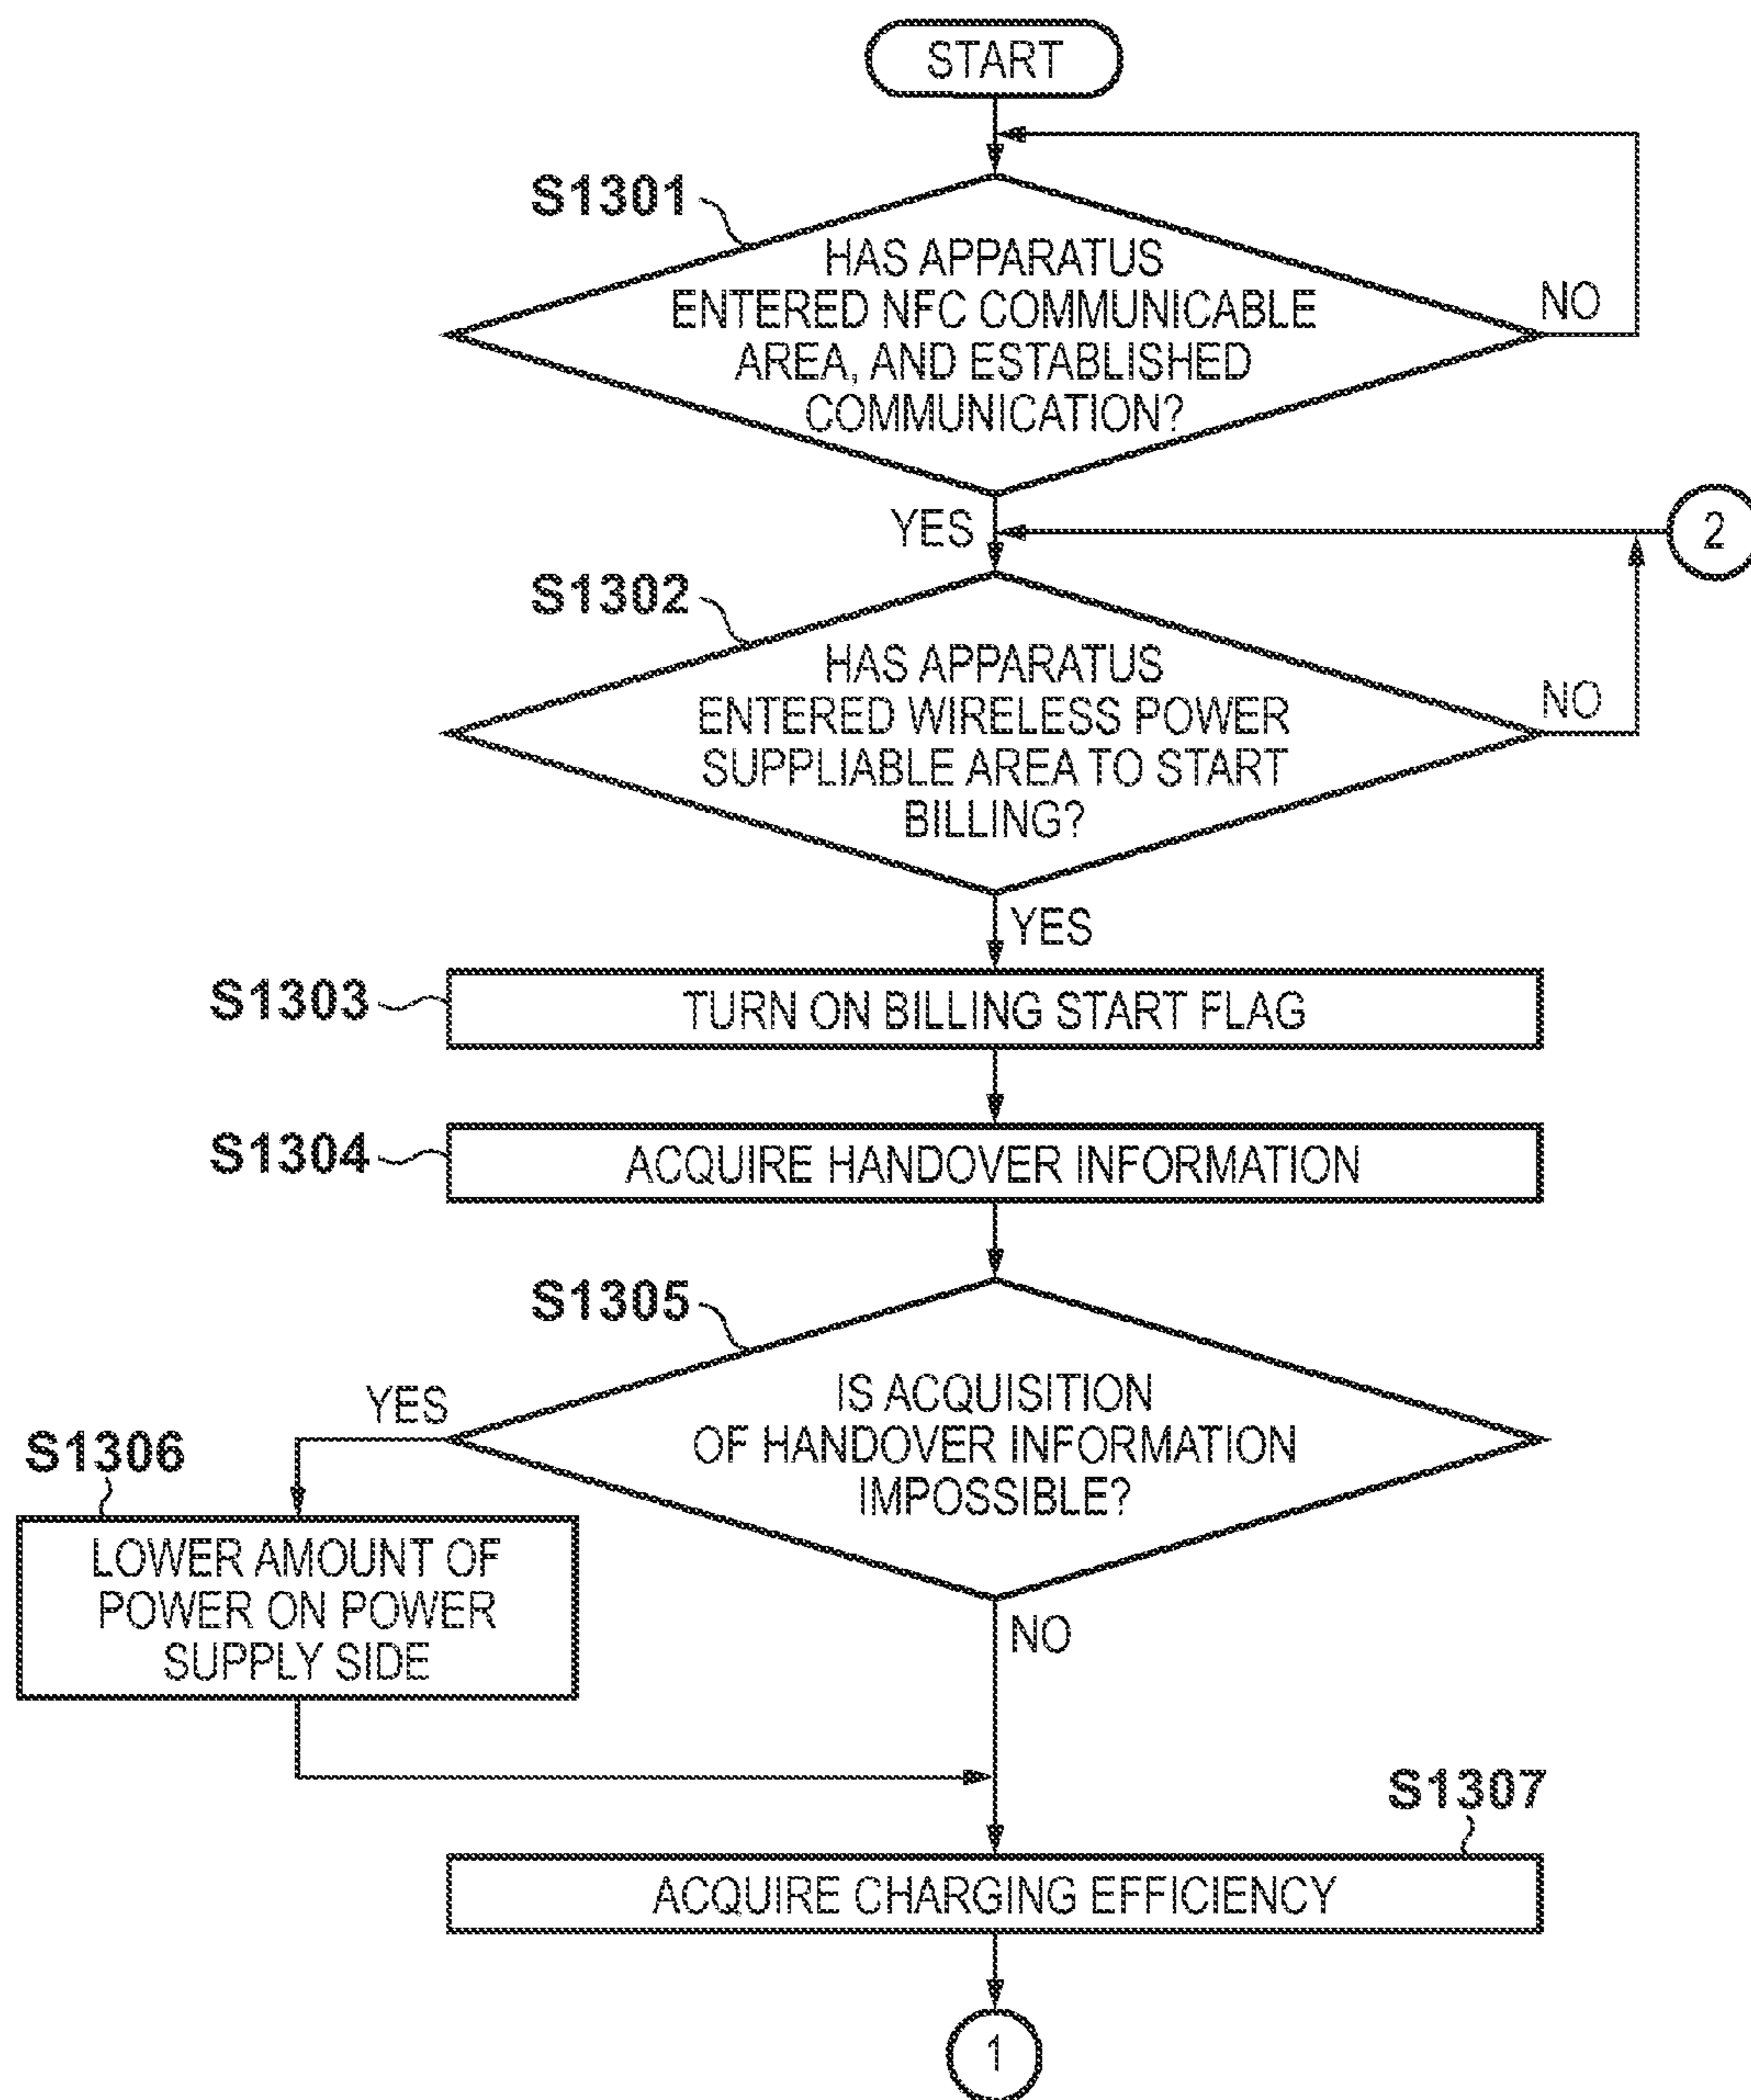 START
S1301
HAS APPARATUS
ENTERED NFC COMMUNICABLE
AREA, AND ESTABLISHED
COMMUNICATION?
NO
YES
2
S1302
HAS APPARATUS
ENTERED WIRELESS POWER
SUPPLIABLE AREA TO START
BILLING?
NO
YES
S1303
TURN ON BILLING START FLAG
S1304
ACQUIRE HANDOVER INFORMATION
S1305
IS ACQUISITION
OF HANDOVER INFORMATION
IMPOSSIBLE?
YES
S1306
LOWER AMOUNT OF
POWER ON POWER
SUPPLY SIDE
NO
S1307
ACQUIRE CHARGING EFFICIENCY
1